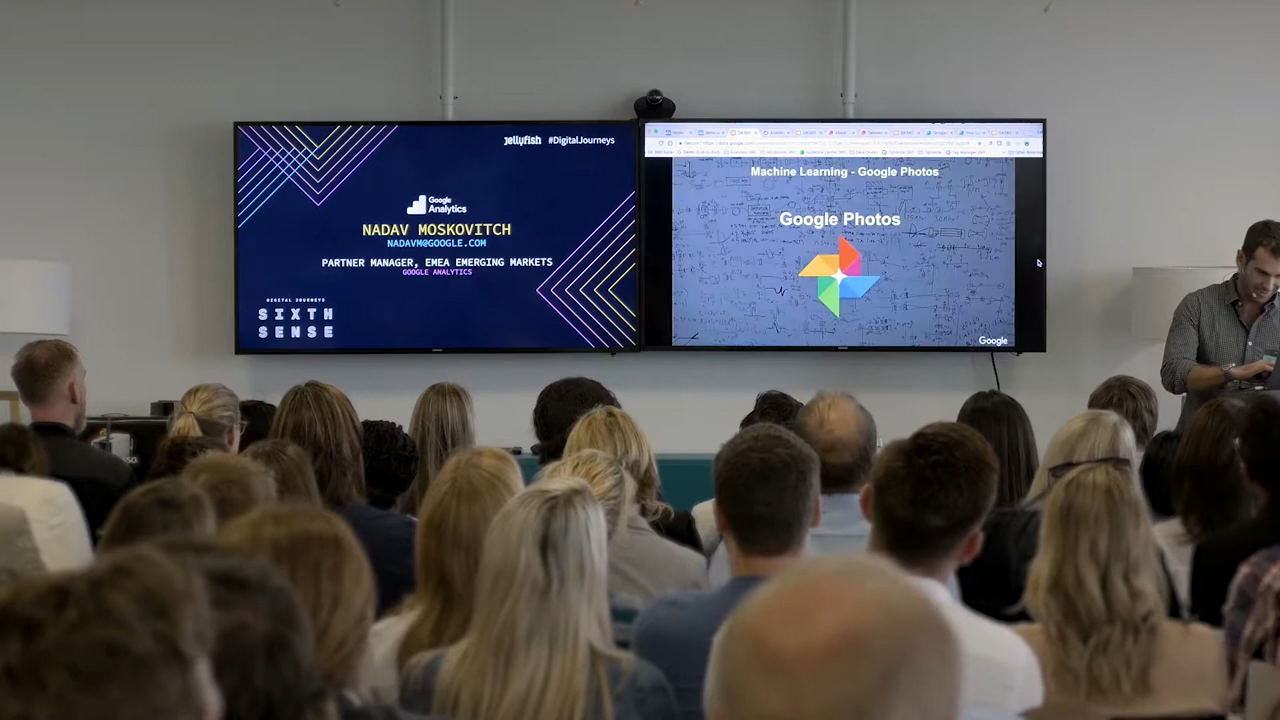 jellyfish #DigitalJourneys
Google
Analytics
NADAV MOSKOVITCH
NADAVM@GOOGLE.COM
PARTNER MANAGER, EMEA EMERGING MARKETS
GOOGLE ANALYTICS
DIGITAL JOURNEYS
SIXTH
SENSE
Machine Learning - Google Photos
Google Photos
Google